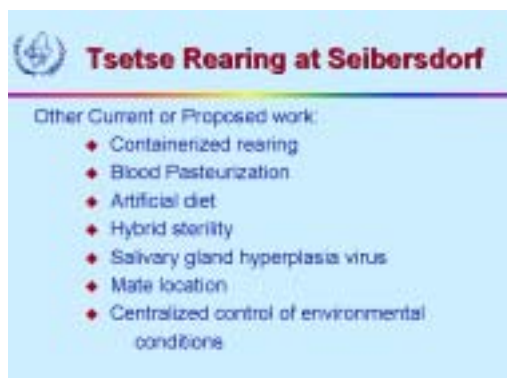 Tsetse Rearing at Seibersdorf
Other Current or Proposed work:
Containerized rearing
Blood Pasteurization
Artificial diet
Hybrid sterility
Salivary gland hyperplasia virus
Mate location
Centralized control of environmental
conditions